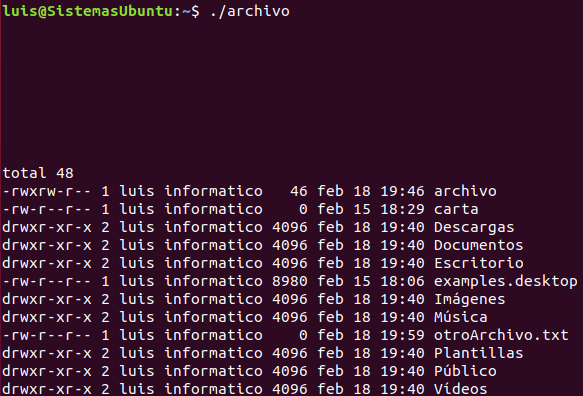 luis@SistemasUbuntu:~$ ./archivo
total 48
-rwxrw-r-- 1 luis informatico   46 feb 18 19:46 archivo
-rw-r--r-- 1 luis informatico    0 feb 15 18:29 carta
drwxr-xr-x 2 luis informatico 4096 feb 18 19:40 Descargas
drwxr-xr-x 2 luis informatico 4096 feb 18 19:40 Documentos
drwxr-xr-x 2 luis informatico 4096 feb 18 19:40 Escritorio
-rw-r--r-- 1 luis informatico 8980 feb 15 18:06 examples.desktop
drwxr-xr-x 2 luis informatico 4096 feb 18 19:40 Imágenes
drwxr-xr-x 2 luis informatico 4096 feb 18 19:40 Música
-rw-r--r-- 1 luis informatico    0 feb 18 19:59 otroArchivo.txt
drwxr-xr-x 2 luis informatico 4096 feb 18 19:40 Plantillas
drwxr-xr-x 2 luis informatico 4096 feb 18 19:40 Público
drwxr-xr-x 2 luis informatico 4096 feb 18 19:40 Vídeos